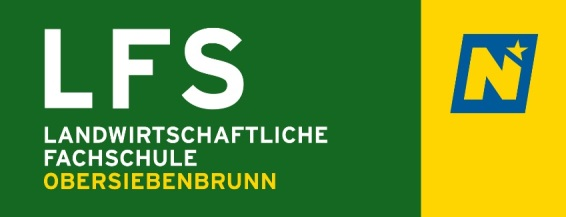 LFS
LANDWIRTSCHAFTLICHE
FACHSCHULE
OBERSIEBENBRUNN
N